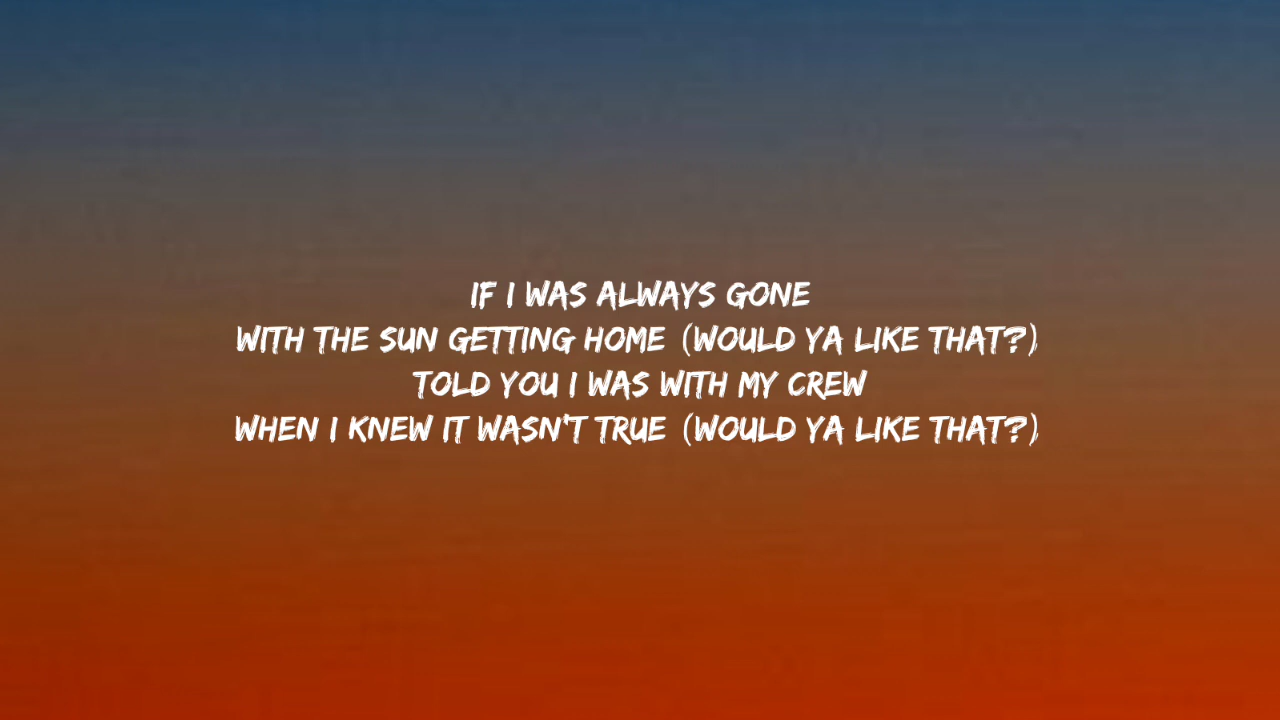 IF I WAS ALWAYS GONE
WITH THE SUN GETTING HOME (WOULD YA LIKE THAT?)
TOLD YOU I WAS WITH MY CREW
WHEN I KNEW IT WASN'T TRUE (WOULD YA LIKE THAT?)